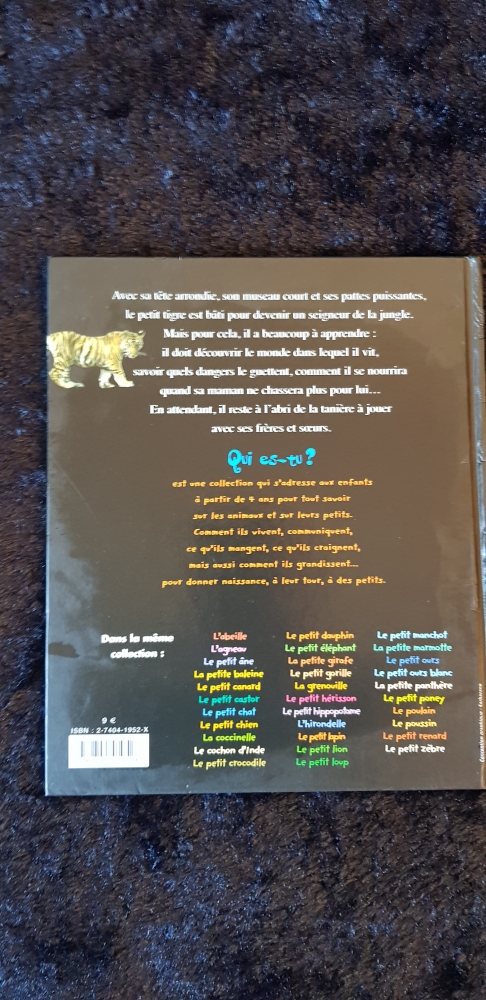 Avec sa tête arrondie, son museau court et ses pattes puissantes,
le petit tigre est bâti pour devenir un seigneur de la jungle.
Mais pour cela, il a beaucoup à apprendre :
il doit découvrir le monde dans lequel il vit,
savoir quels dangers le guettent, comment il se nourrira
quand sa maman ne chassera plus pour lui...
En attendant, il reste à l'abri de la tanière à jouer
avec ses frères et sœurs.
Qui es-tu ?
est une collection qui s'adresse aux enfants
à partir de 4 ans pour tout savoir
sur les animaux et sur leurs petits.
Comment ils vivent, communiquent,
ce qu'ils mangent, ce qu'ils craignent,
mais aussi comment ils grandissent...
pour donner naissance, à leur tour, à des petits.
Dans la même
collection :
L'abeille
L'agneau
Le petit âne
La petite baleine
Le petit canard
Le petit castor
Le petit chat
Le petit chien
La coccinelle
Le cochon d'Inde
Le petit crocodile
Le petit dauphin
Le petit éléphant
La petite girafe
Le petit gorille
La grenouille
Le petit hérisson
Le petit hippopotame
L'hirondelle
Le petit lapin
Le petit lion
Le petit loup
Le petit manchot
La petite marmotte
Le petit ours
Le petit ours blanc
La petite panthère
Le petit poney
Le poulain
Le poussin
Le petit renard
Le petit zèbre
9 €
ISBN : 2-7404-1952-X